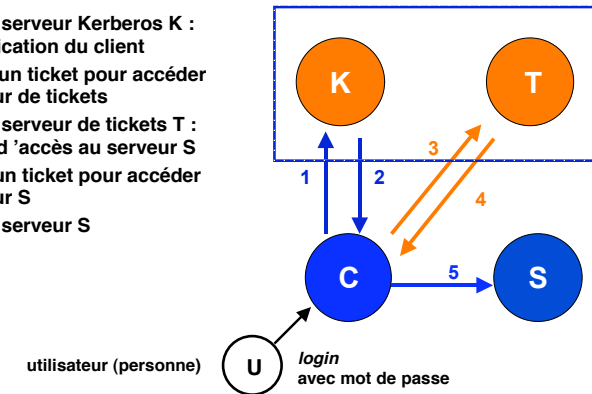 serveur Kerberos K :
ication du client
un ticket pour accéder
ur de tickets
serveur de tickets T :
d ’accès au serveur S
un ticket pour accéder
ur S
serveur S
K
T
1
2
3
4
C
5
S
utilisateur (personne)
U
login
avec mot de passe